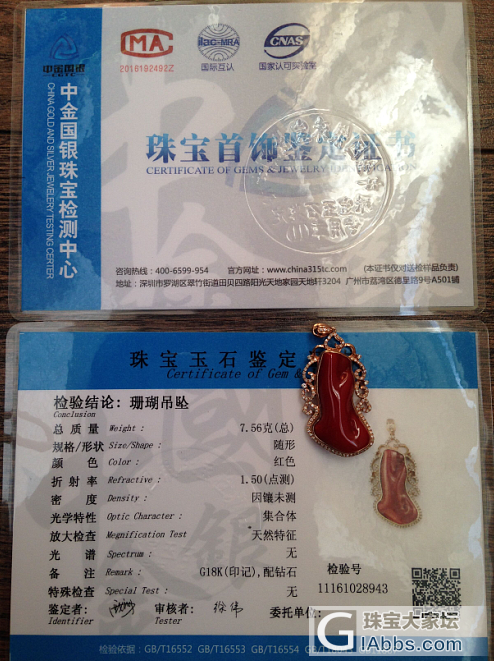 中金国银
CGTC
MA
2016192492Z
ilac-MRA
国际互认
CNAS
国家认可实验室
中金国银珠宝检测中心
CHINA GOLD AND SILVER JEWELERY TESTING CERTER
珠宝首饰鉴定证书
CERTIFICATE OF GEMS & JEWELRY
咨询热线：400-6599-954 官方网址：www.china315tc.com (本证书仅对送检样品负责)
地址：深圳市罗湖区翠竹街道田贝四路阳光天地家园天地轩3204 广州市荔湾区德星路9号A501铺
珠宝玉石鉴定
Certificate of Gem &
检验结论：珊瑚吊坠
Conclusion
总质量 Weight : 7.56克(总)
规格/形状 Size/Shape : 随形
颜色 Color : 红色
折射率 Refractive : 1.50(点测)
密度 Density : 因镶未测
光学特性 Optic Character : 集合体
放大检查 Megnification Test 天然特征
光谱 Spectrum : 无
备注 Remark : G18K(印记),配钻石
特殊检查 Special Test : 无
检验号
11161028943
鉴定者
Identifier
审核者：
Tester
委托单位
检验依据：GB/T16552 GB/T16553 GB/T16554
珠宝大家坛
GIAbbs.com